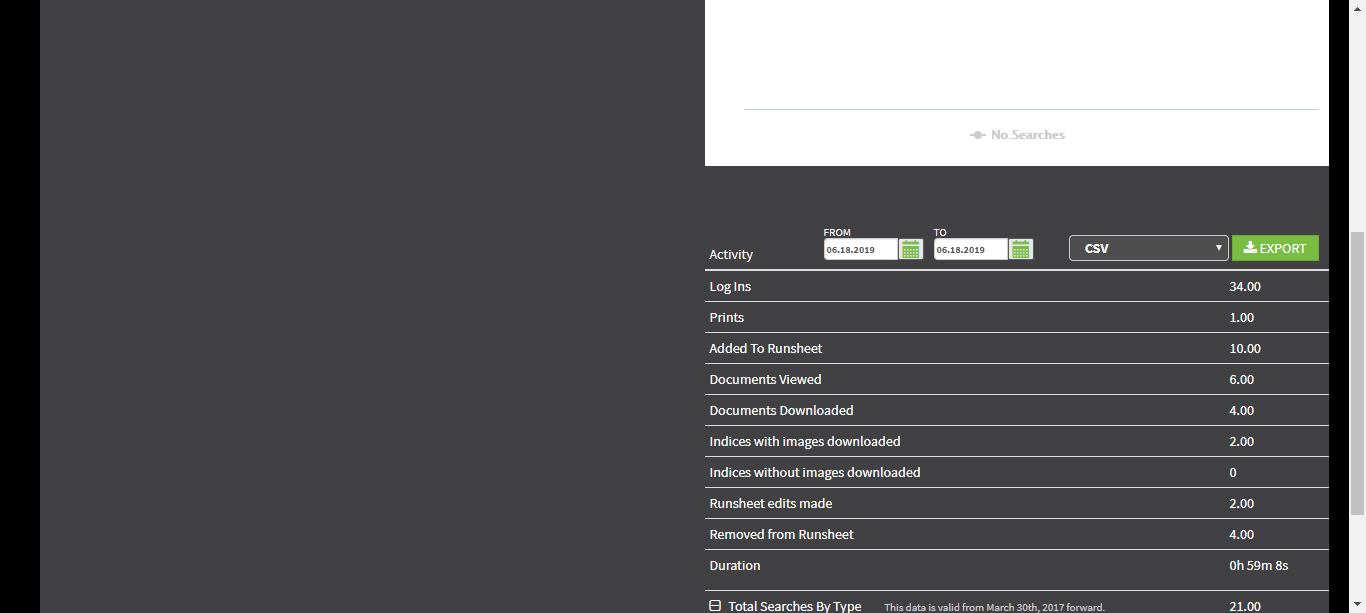 No.Searches
FROM TO
06.18.2019 06.18.2019 CSV EXPORT
Activity
Log Ins 34.00
Prints 1.00
Added To Runsheet 10.00
Documents Viewed 6.00
Documents Downloaded 4.00
Indices with images downloaded 2.00
Indices without images downloaded 0
Runsheet edits made 2.00
Removed from Runsheet 4.00
Duration 0h 59m 8s
Total Searches By Type This data is valid from March 30th, 2017 forward. 21.00